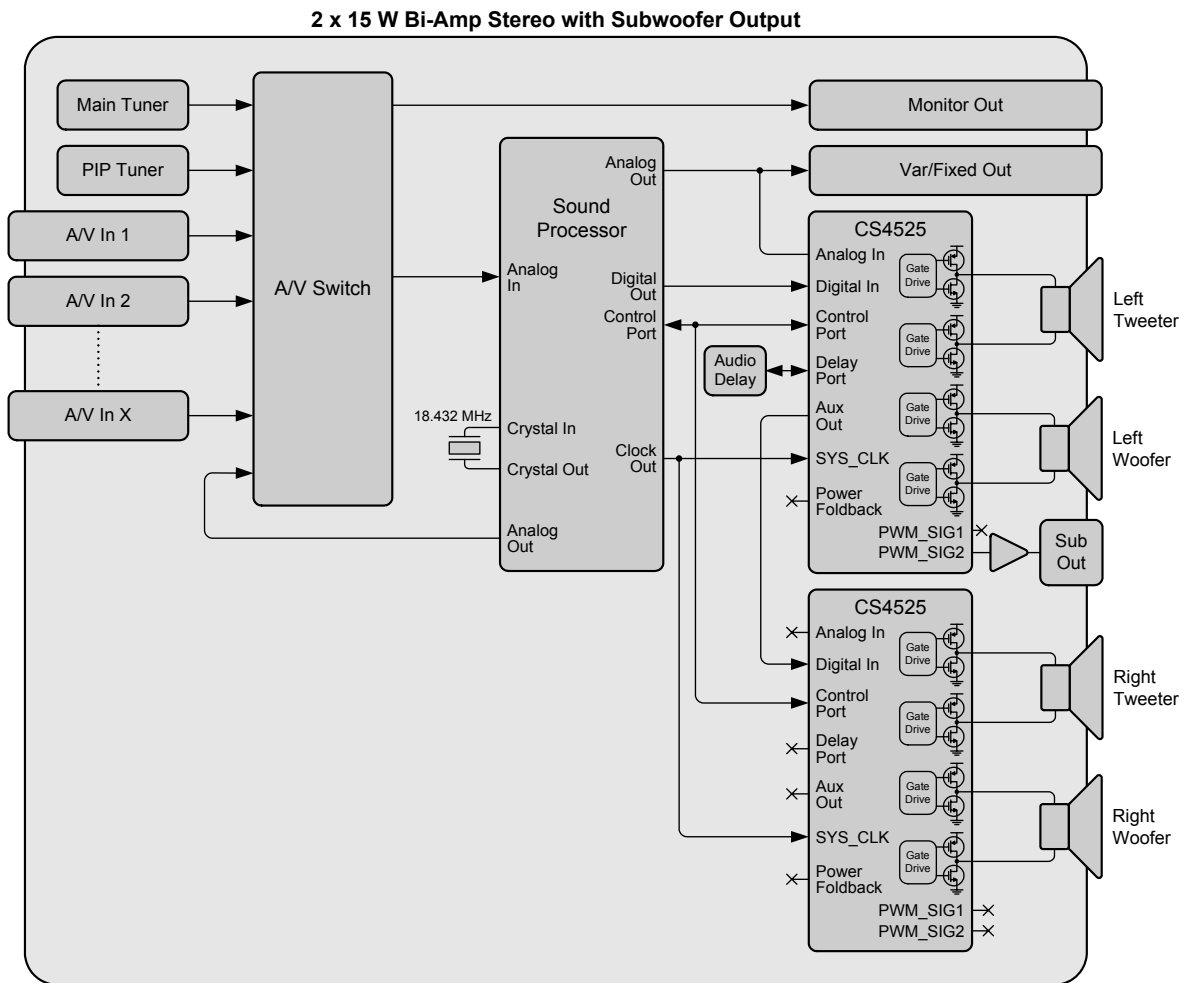 2 x 15 W Bi-Amp Stereo with Subwoofer Output
Main Tuner
PIP Tuner
A/V In 1
A/V In 2
A/V In X
A/V Switch
Sound
Processor
Analog
In
Analog
Out
Digital
Out
Control
Port
18.432 MHz
Crystal In
Crystal Out
Clock
Out
Analog
Out
Monitor Out
Var/Fixed Out
Audio
Delay
CS4525
Analog In
Digital In
Control
Port
Delay
Port
Aux
Out
SYS_CLK
Power
Foldback
PWM_SIG1
PWM_SIG2
Gate
Drive
Gate
Drive
Gate
Drive
Gate
Drive
Left
Tweeter
Left
Woofer
Sub
Out
CS4525
Analog In
Digital In
Control
Port
Delay
Port
Aux
Out
SYS_CLK
Power
Foldback
PWM_SIG1
PWM_SIG2
Gate
Drive
Gate
Drive
Gate
Drive
Gate
Drive
Right
Tweeter
Right
Woofer